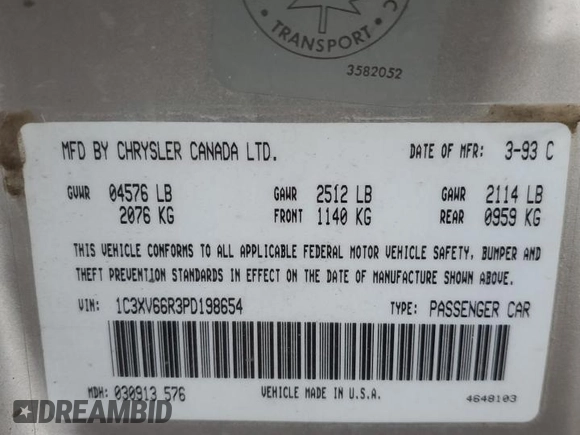 C
TRANSPORT
3582052
MFD BY CHRYSLER CANADA LTD. DATE OF MFR: 3-93 C
GVWR 04576 LB GAWR 2512 LB GAWR 2114 LB
2076 KG FRONT 1140 KG REAR 0959 KG
THIS VEHICLE CONFORMS TO ALL APPLICABLE FEDERAL MOTOR VEHICLE SAFETY, BUMPER AND
THEFT PREVENTION STANDARDS IN EFFECT ON THE DATE OF MANUFACTURE SHOWN ABOVE.
VIN: 1C3XV66R3PD198654 TYPE: PASSENGER CAR
MDH: 030913 576 VEHICLE MADE IN U.S.A. 4648103
DREAMBID